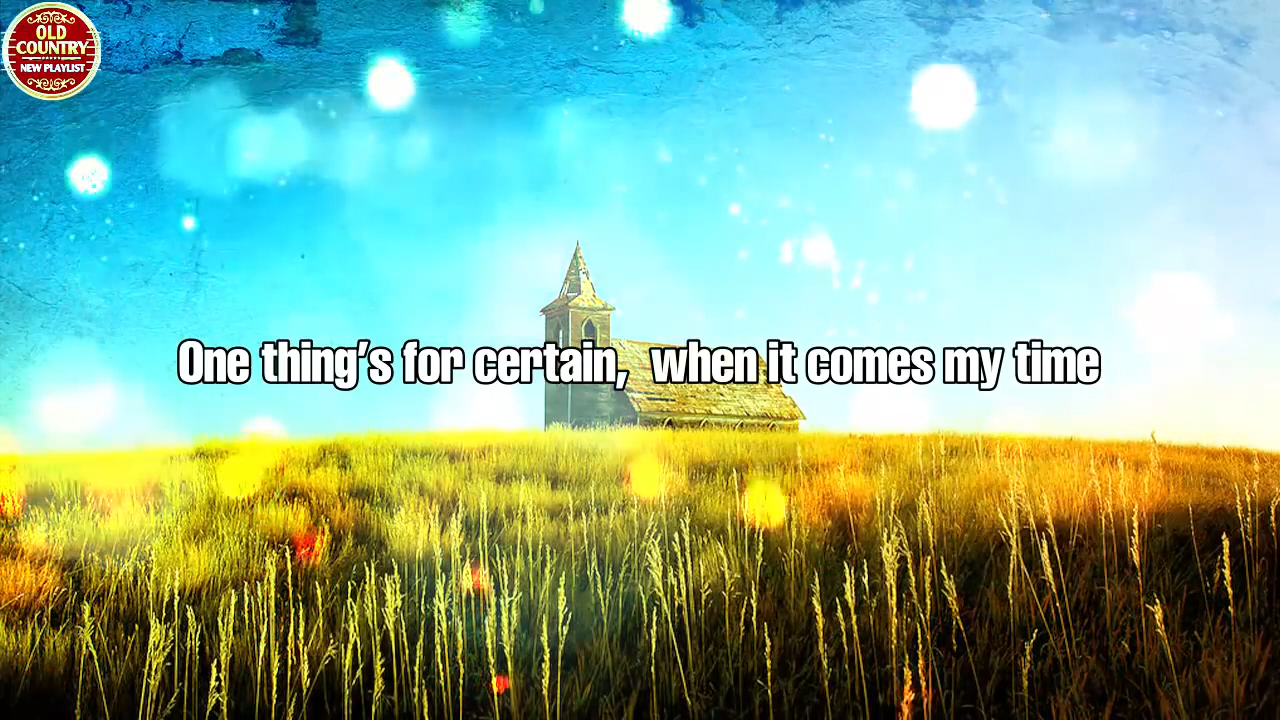 OLD
COUNTRY
NEW PLAYLIST
One thing's for certain, when it comes my time